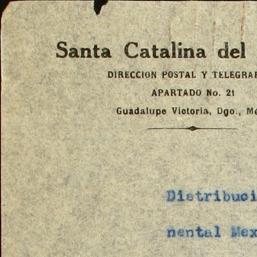 Santa Catalina del
DIRECCION POSTAL Y TELEGRAF
APARTADO No. 21
Guadalupe Victoria, Dgo., Me
Distribuci
nental Mex